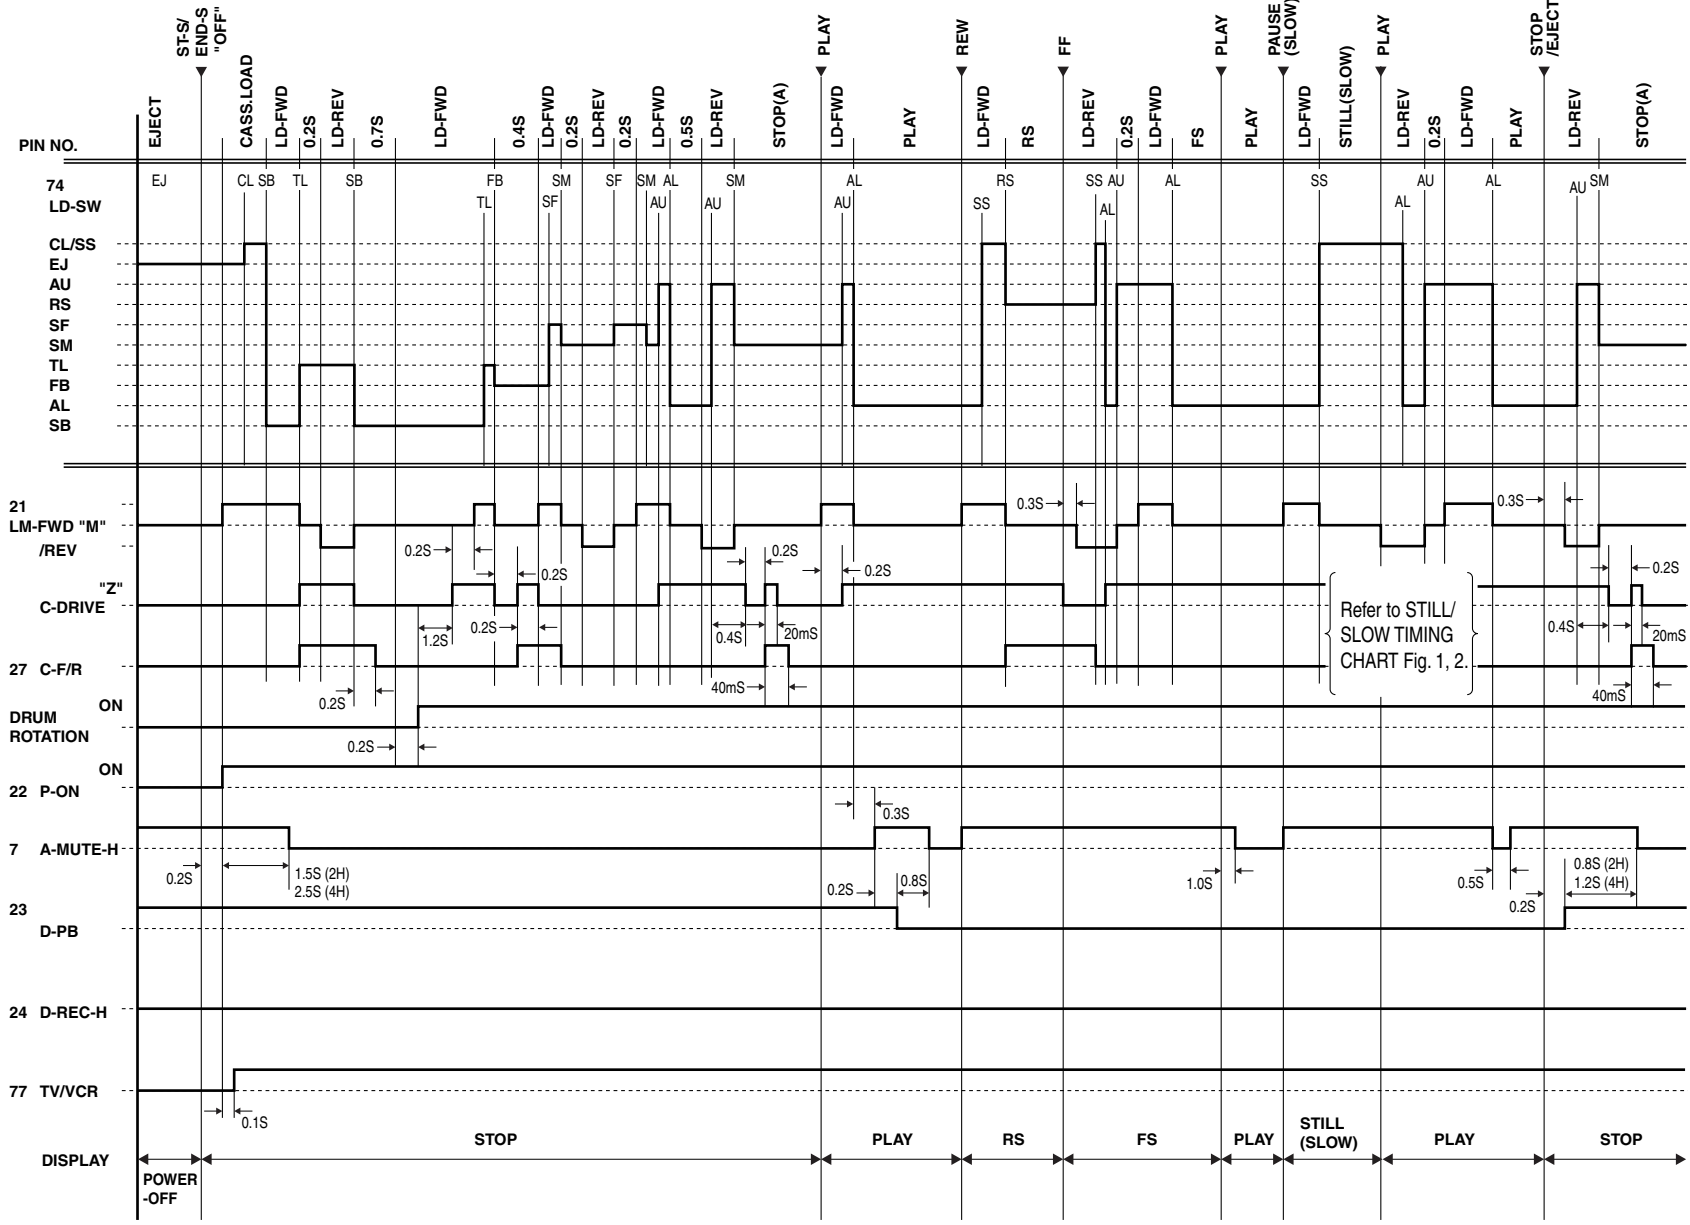 ST-S/
END-S
"OFF"
PLAY
REW
FF
PLAY
PAUSE
(SLOW)
PLAY
STOP
/EJECT
PIN NO.
EJECT
CASS.LOAD
LD-FWD
0.2S
LD-REV
0.7S
LD-FWD
0.4S
LD-FWD
0.2S
LD-REV
0.2S
LD-FWD
0.5S
LD-REV
STOP(A)
LD-FWD
PLAY
LD-FWD
RS
LD-REV
0.2S
LD-FWD
FS
PLAY
LD-FWD
STILL(SLOW)
LD-REV
0.2S
LD-FWD
PLAY
LD-REV
STOP(A)
74
LD-SW
EJ CL SB TL SB FB SM SF SM AL SM AL RS SS AU AL SS AU AL AU SM
TL SF AU AU AU SS AL AL
CL/SS
EJ
AU
RS
SF
SM
TL
FB
AL
SB
21
LM-FWD "M"
/REV
0.2S
0.2S
0.2S
0.2S
0.3S
0.3S
0.2S
"Z"
C-DRIVE
1.2S
0.2S
0.4S
20mS
0.4S
20mS
Refer to STILL/
SLOW TIMING
CHART Fig. 1, 2.
27 C-F/R
0.2S
40mS
40mS
ON
DRUM
ROTATION
0.2S
ON
22 P-ON
0.3S
7 A-MUTE-H
0.2S
1.5S (2H)
2.5S (4H)
0.2S
0.8S
1.0S
0.5S
0.8S (2H)
1.2S (4H)
0.2S
23
D-PB
24 D-REC-H
77 TV/VCR
0.1S
DISPLAY
POWER
-OFF
STOP
PLAY
RS
FS
PLAY
STILL
(SLOW)
PLAY
STOP